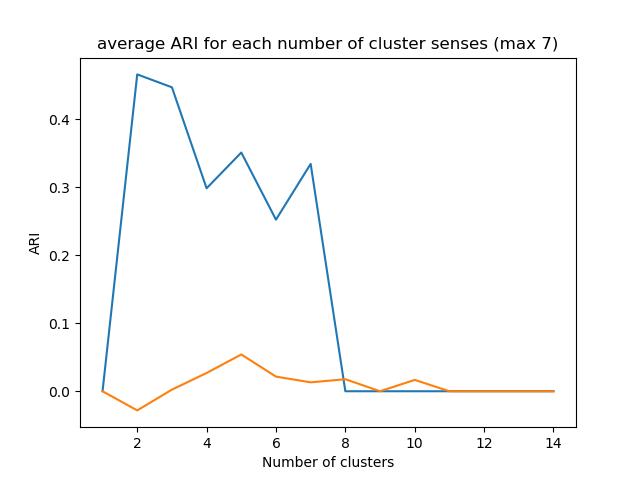 average ARI for each number of cluster senses (max 7)
0.4
0.3
0.2
0.1
0.0
ARI
2 4 6 8 10 12 14
Number of clusters